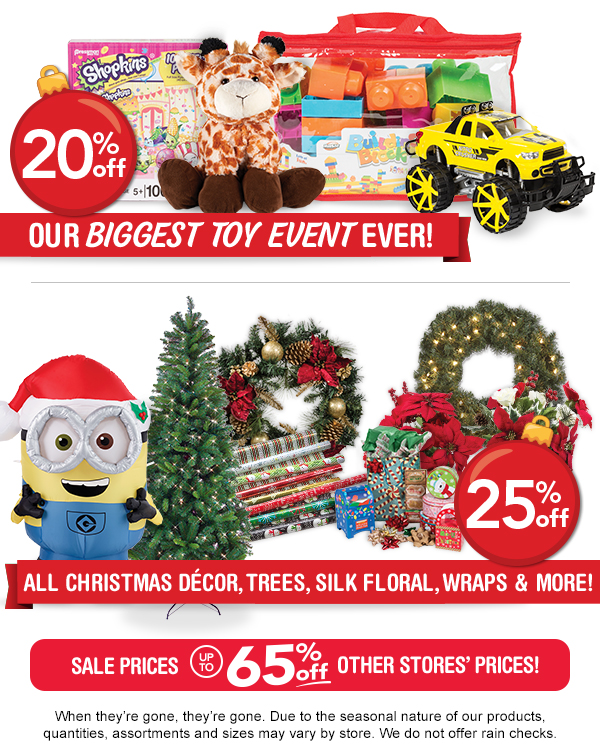 Shopkins
5+
20% off
OUR BIGGEST TOY EVENT EVER!
25% off
ALL CHRISTMAS DÉCOR, TREES, SILK FLORAL, WRAPS & MORE!
SALE PRICES UP TO 65% off OTHER STORES' PRICES!
When they're gone, they're gone. Due to the seasonal nature of our products,
quantities, assortments and sizes may vary by store. We do not offer rain checks.